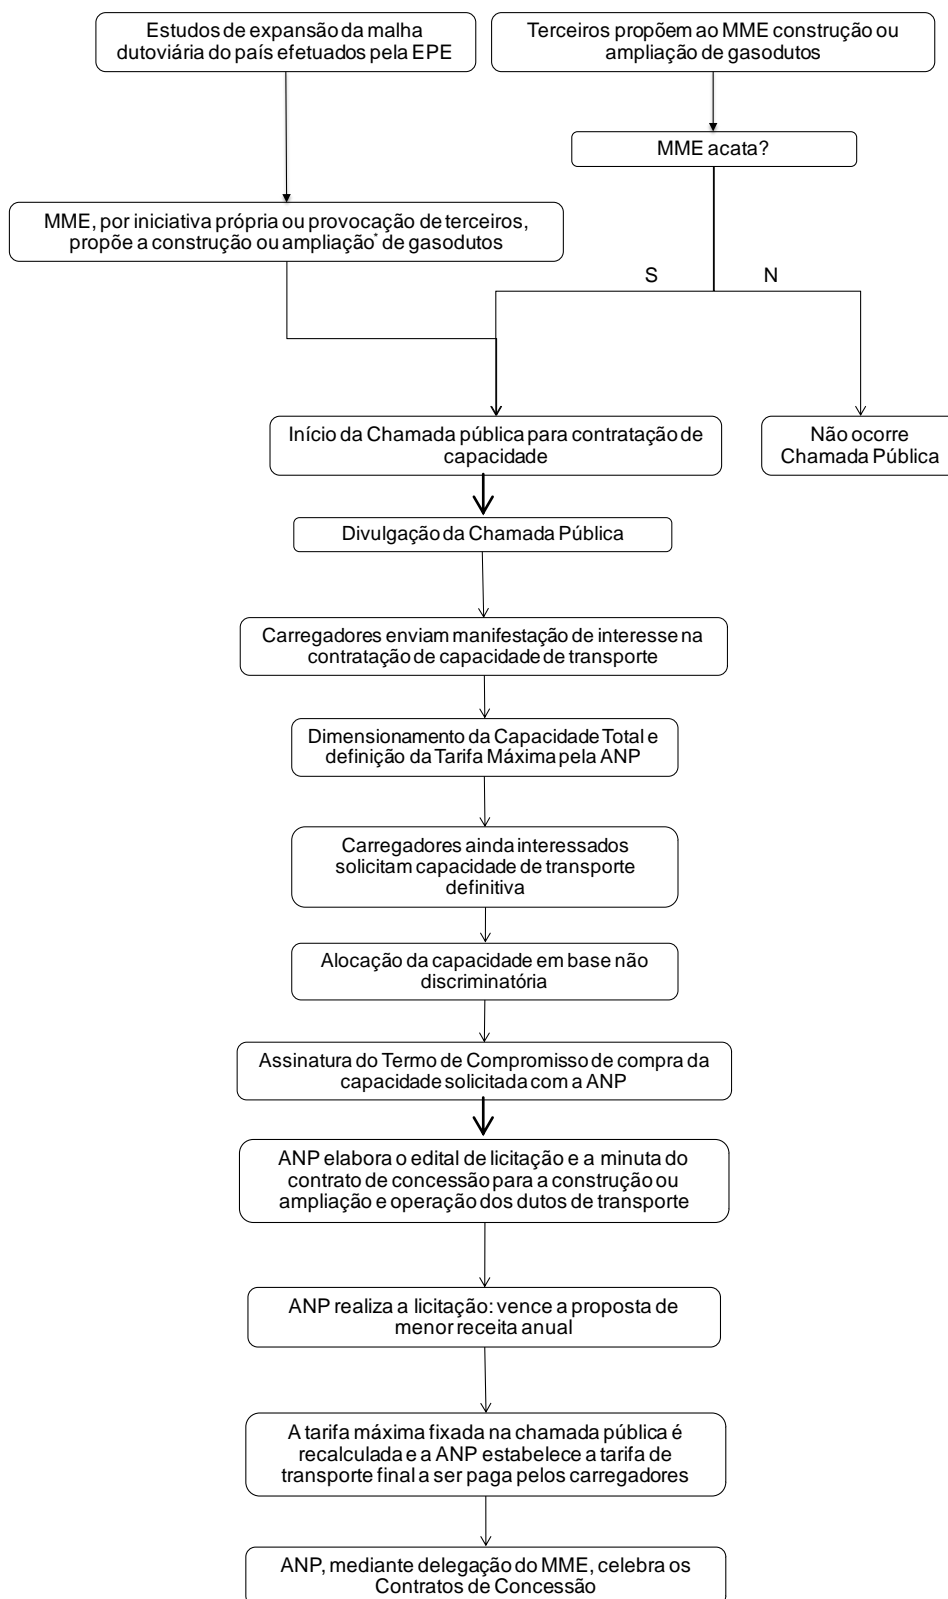 Estudos de expansão da malha
dutoviária do país efetuados pela EPE
Terceiros propõem ao MME construção ou
ampliação de gasodutos
MME acata?
MME, por iniciativa própria ou provocação de terceiros,
propõe a construção ou ampliação* de gasodutos
S
N
Início da Chamada pública para contratação de
capacidade
Não ocorre
Chamada Pública
Divulgação da Chamada Pública
Carregadores enviam manifestação de interesse na
contratação de capacidade de transporte
Dimensionamento da Capacidade Total e
definição da Tarifa Máxima pela ANP
Carregadores ainda interessados
solicitam capacidade de transporte
definitiva
Alocação da capacidade em base não
discriminatória
Assinatura do Termo de Compromisso de compra da
capacidade solicitada com a ANP
ANP elabora o edital de licitação e a minuta do
contrato de concessão para a construção ou
ampliação e operação dos dutos de transporte
ANP realiza a licitação: vence a proposta de
menor receita anual
A tarifa máxima fixada na chamada pública é
recalculada e a ANP estabelece a tarifa de
transporte final a ser paga pelos carregadores
ANP, mediante delegação do MME, celebra os
Contratos de Concessão